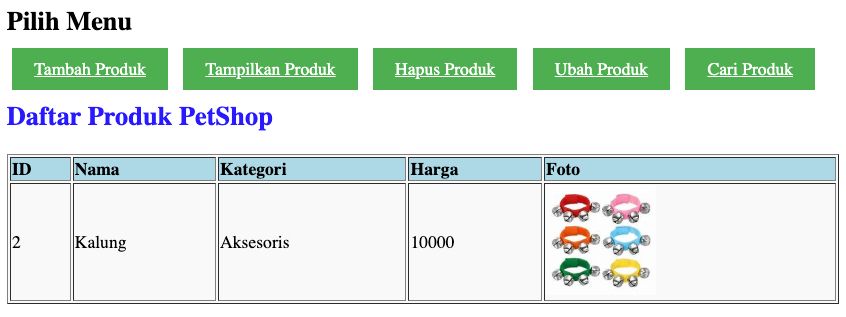 Pilih Menu
Tambah Produk Tampilkan Produk Hapus Produk Ubah Produk Cari Produk
Daftar Produk PetShop
ID Nama Kategori Harga Foto
2 Kalung Aksesoris 10000